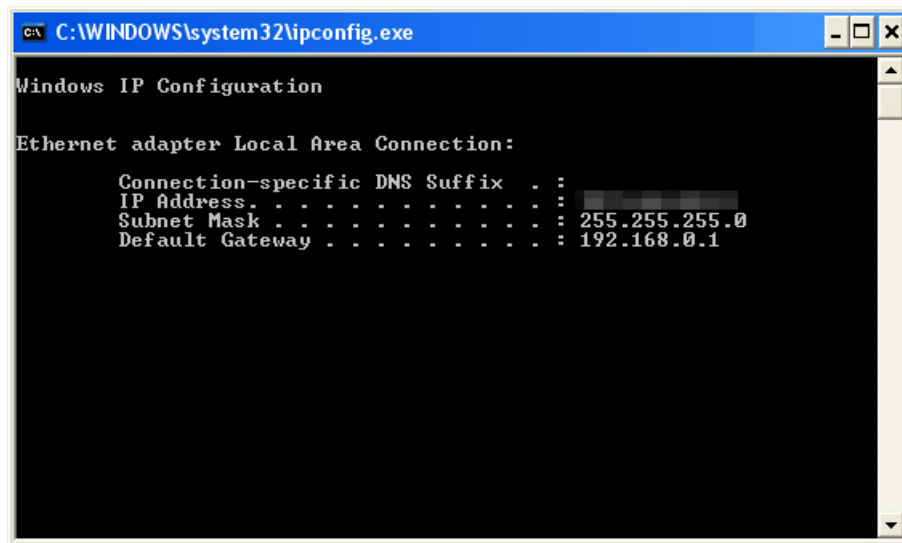 C:\WINDOWS\system32\ipconfig.exe
Windows IP Configuration
Ethernet adapter Local Area Connection:
Connection-specific DNS Suffix . :
IP Address. . . . . . . . . . . . :
Subnet Mask . . . . . . . . . . . : 255.255.255.0
Default Gateway . . . . . . . . . : 192.168.0.1